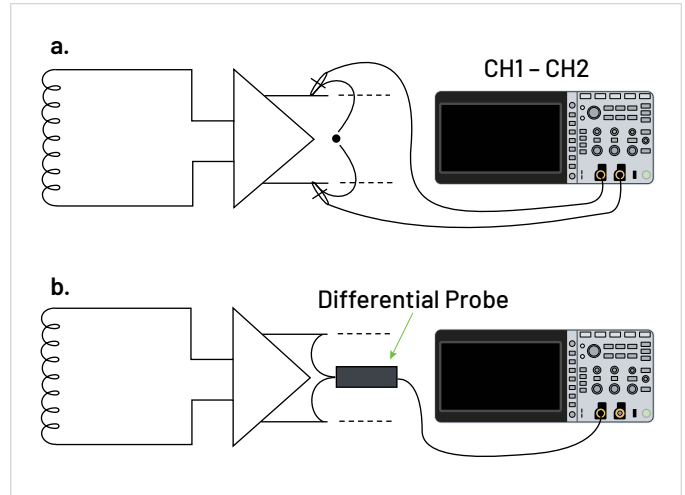 a.
CH1 – CH2
b.
Differential Probe